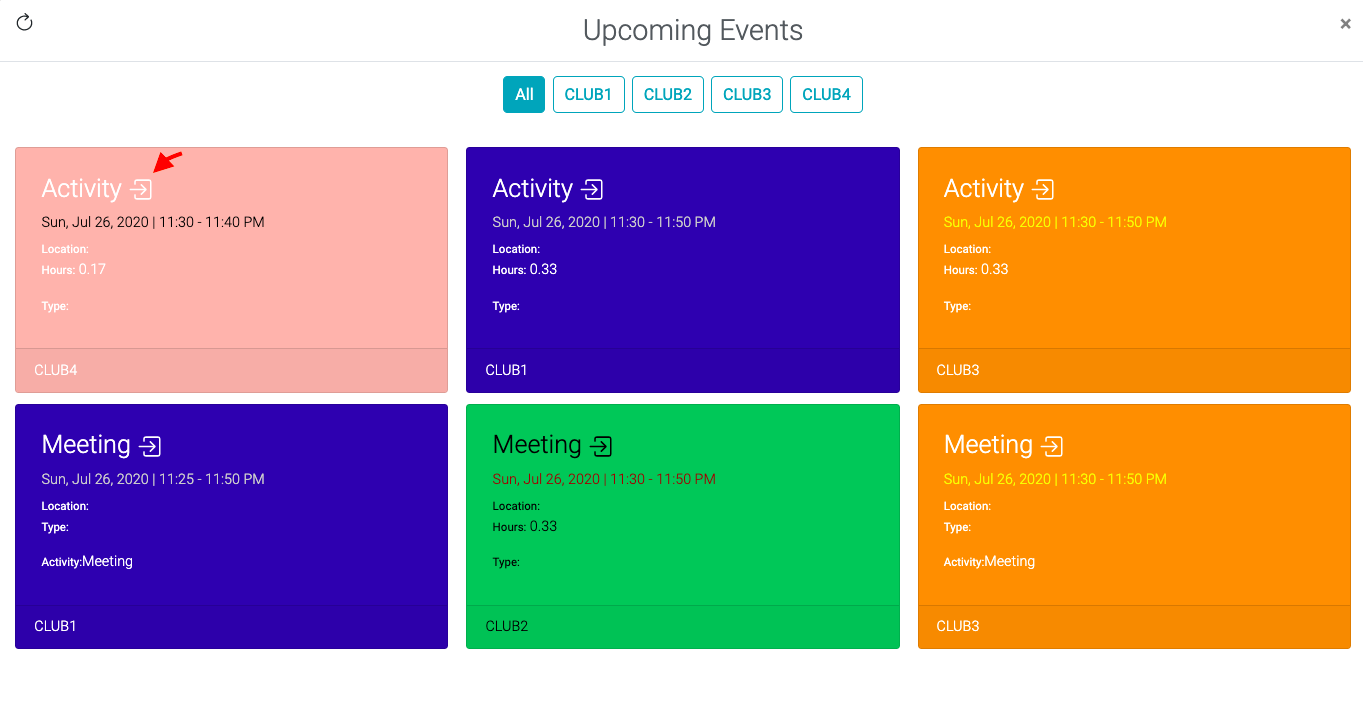 Upcoming Events
×
All CLUB1 CLUB2 CLUB3 CLUB4
Activity
Sun, Jul 26, 2020 | 11:30 - 11:40 PM
Location:
Hours: 0.17
Type:
CLUB4
Activity
Sun, Jul 26, 2020 | 11:30 - 11:50 PM
Location:
Hours: 0.33
Type:
CLUB1
Activity
Sun, Jul 26, 2020 | 11:30 - 11:50 PM
Location:
Hours: 0.33
Type:
CLUB3
Meeting
Sun, Jul 26, 2020 | 11:25 - 11:50 PM
Location:
Type:
Activity:Meeting
CLUB1
Meeting
Sun, Jul 26, 2020 | 11:30 - 11:50 PM
Location:
Hours: 0.33
Type:
CLUB2
Meeting
Sun, Jul 26, 2020 | 11:30 - 11:50 PM
Location:
Type:
Activity:Meeting
CLUB3